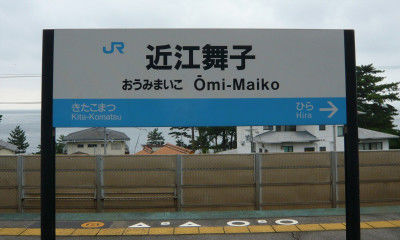 JR 近江舞子
おうみまいこ Ōmi-Maiko
きたこまつ ひら
Kita-Komatsu Hira